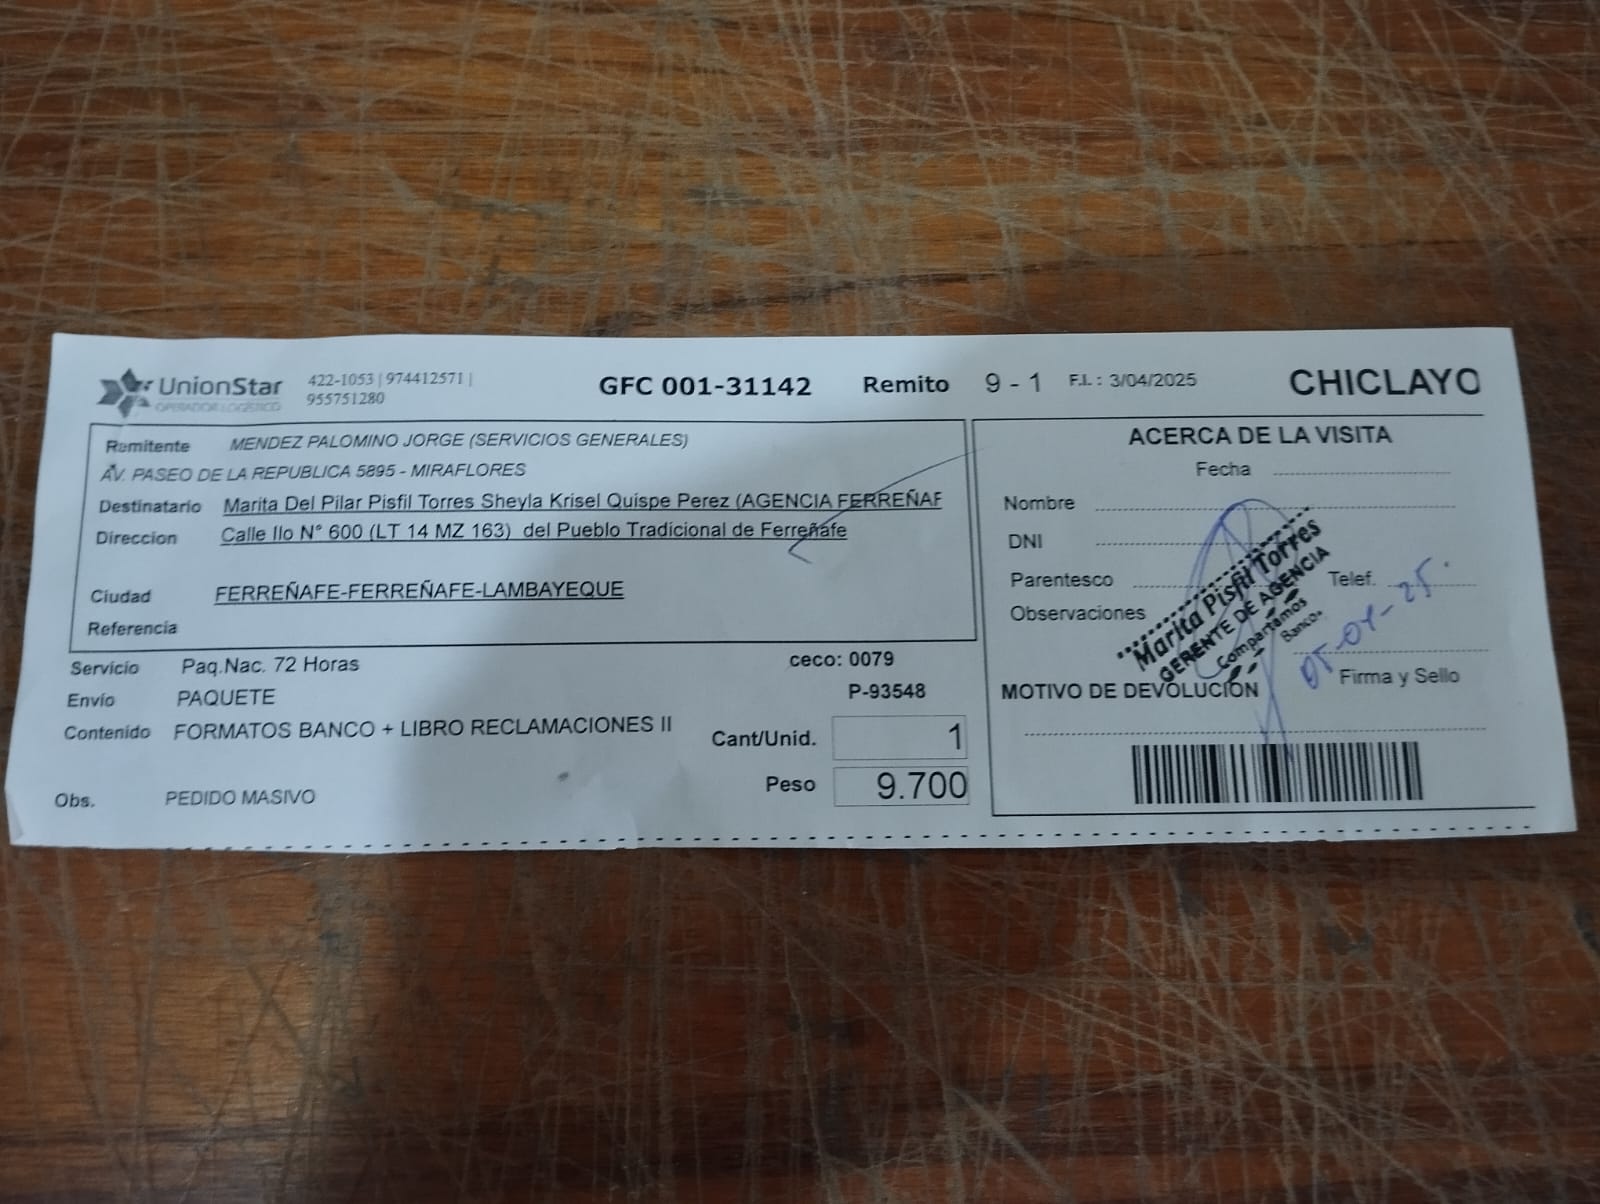 UnionStar
OPERADOR LOGÍSTICO
422-1053 | 974412571 |
955751280
GFC 001-31142
Remito 9 - 1
F.I. : 3/04/2025
CHICLAYO
Remitente MENDEZ PALOMINO JORGE (SERVICIOS GENERALES)
AV. PASEO DE LA REPUBLICA 5895 - MIRAFLORES
Destinatario Marita Del Pilar Pisfil Torres Sheyla Krisel Quispe Perez (AGENCIA FERREÑAF
Direccion Calle Ilo N° 600 (LT 14 MZ 163) del Pueblo Tradicional de Ferreñafe
Ciudad FERREÑAFE-FERREÑAFE-LAMBAYEQUE
Referencia
Servicio Paq.Nac. 72 Horas
ceco: 0079
Envío PAQUETE
P-93548
Contenido FORMATOS BANCO + LIBRO RECLAMACIONES II
Cant/Unid. 1
Peso 9.700
Obs. PEDIDO MASIVO
ACERCA DE LA VISITA
Fecha
Nombre
DNI
Parentesco
Telef.
Observaciones
Marita Pisfil Torres
GERENTE DE AGENCIA
Compartamos
Banco
05-04-25.
Firma y Sello
MOTIVO DE DEVOLUCIÓN